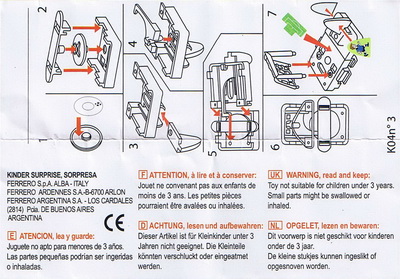 2
4
7
1
3
5
6
K04n° 3
KINDER SURPRISE, SORPRESA
FERRERO S.p.A. ALBA - ITALY
FERRERO ARDENNES S.A.-B-6700 ARLON
FERRERO ARGENTINA S.A. - LOS CARDALES
(2814) Pcia. DE BUENOS AIRES
ARGENTINA
CE
E ATENCION, lea y guarde:
Juguete no apto para menores de 3 años.
Las partes pequeñas podrían ser ingeridas
o inhaladas.
F ATTENTION, à lire et à conserver:
Jouet ne convenant pas aux enfants de
moins de 3 ans. Les petites pièces
pourraient être avalées ou inhalées.
D ACHTUNG, lesen und aufbewahren:
Dieser Artikel ist für Kleinkinder unter 3
Jahren nicht geeignet. Die Kleinteile
könnten verschluckt oder eingeatmet
werden.
UK WARNING, read and keep:
Toy not suitable for children under 3 years.
Small parts might be swallowed or
inhaled.
NL OPGELET, lezen en bewaren:
Dit voorwerp is niet geschikt voor kinderen
onder de 3 jaar.
De kleine stukjes kunnen ingeslikt of
ingeademd worden.